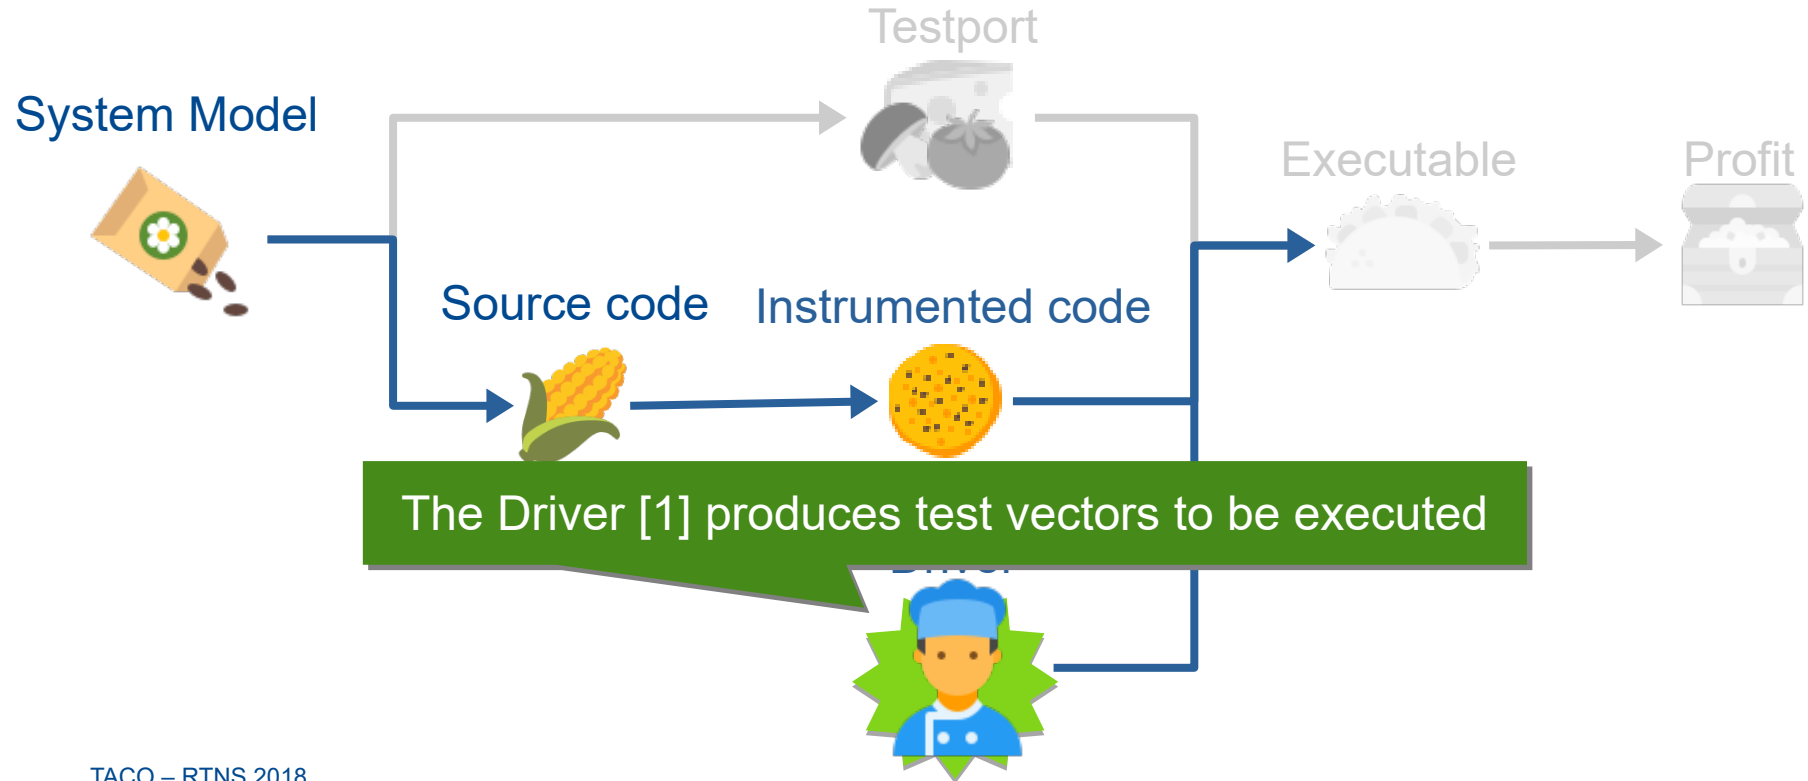 Testport
System Model
Executable
Profit
Source code
Instrumented code
The Driver [1] produces test vectors to be executed
Driver
TACO – RTNS 2018